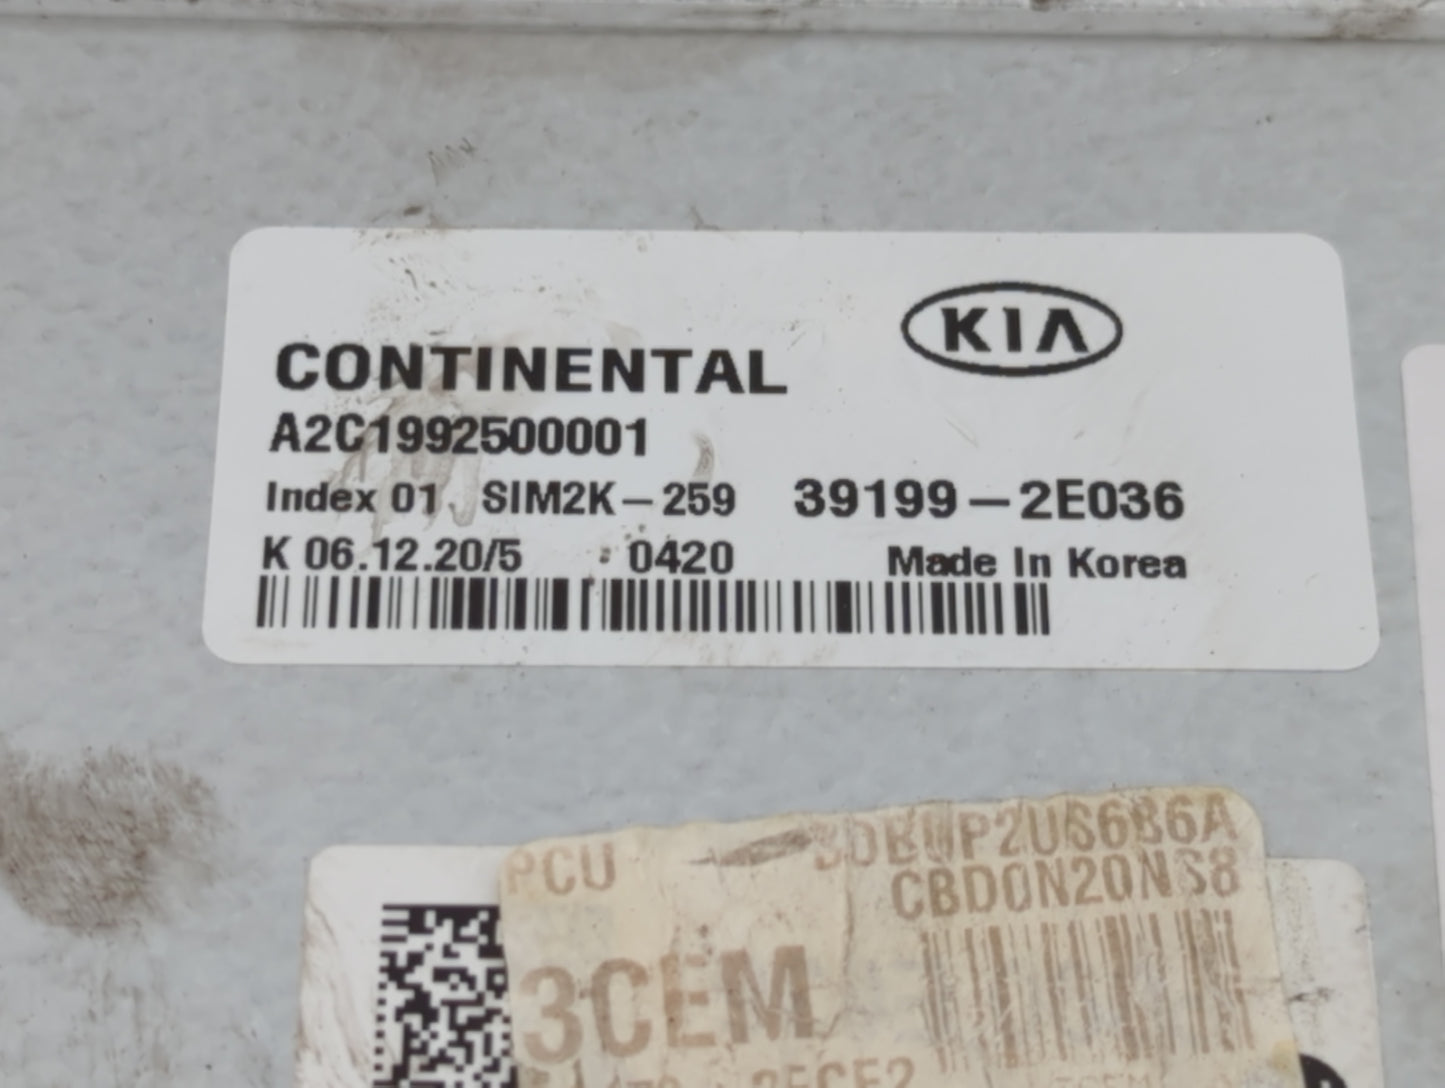 KIA
CONTINENTAL
A2C1992500001
Index 01 SIM2K-259 39199-2E036
K 06.12.20/5 0420 Made In Korea
PCU
CBD0N20NS8
3CEM